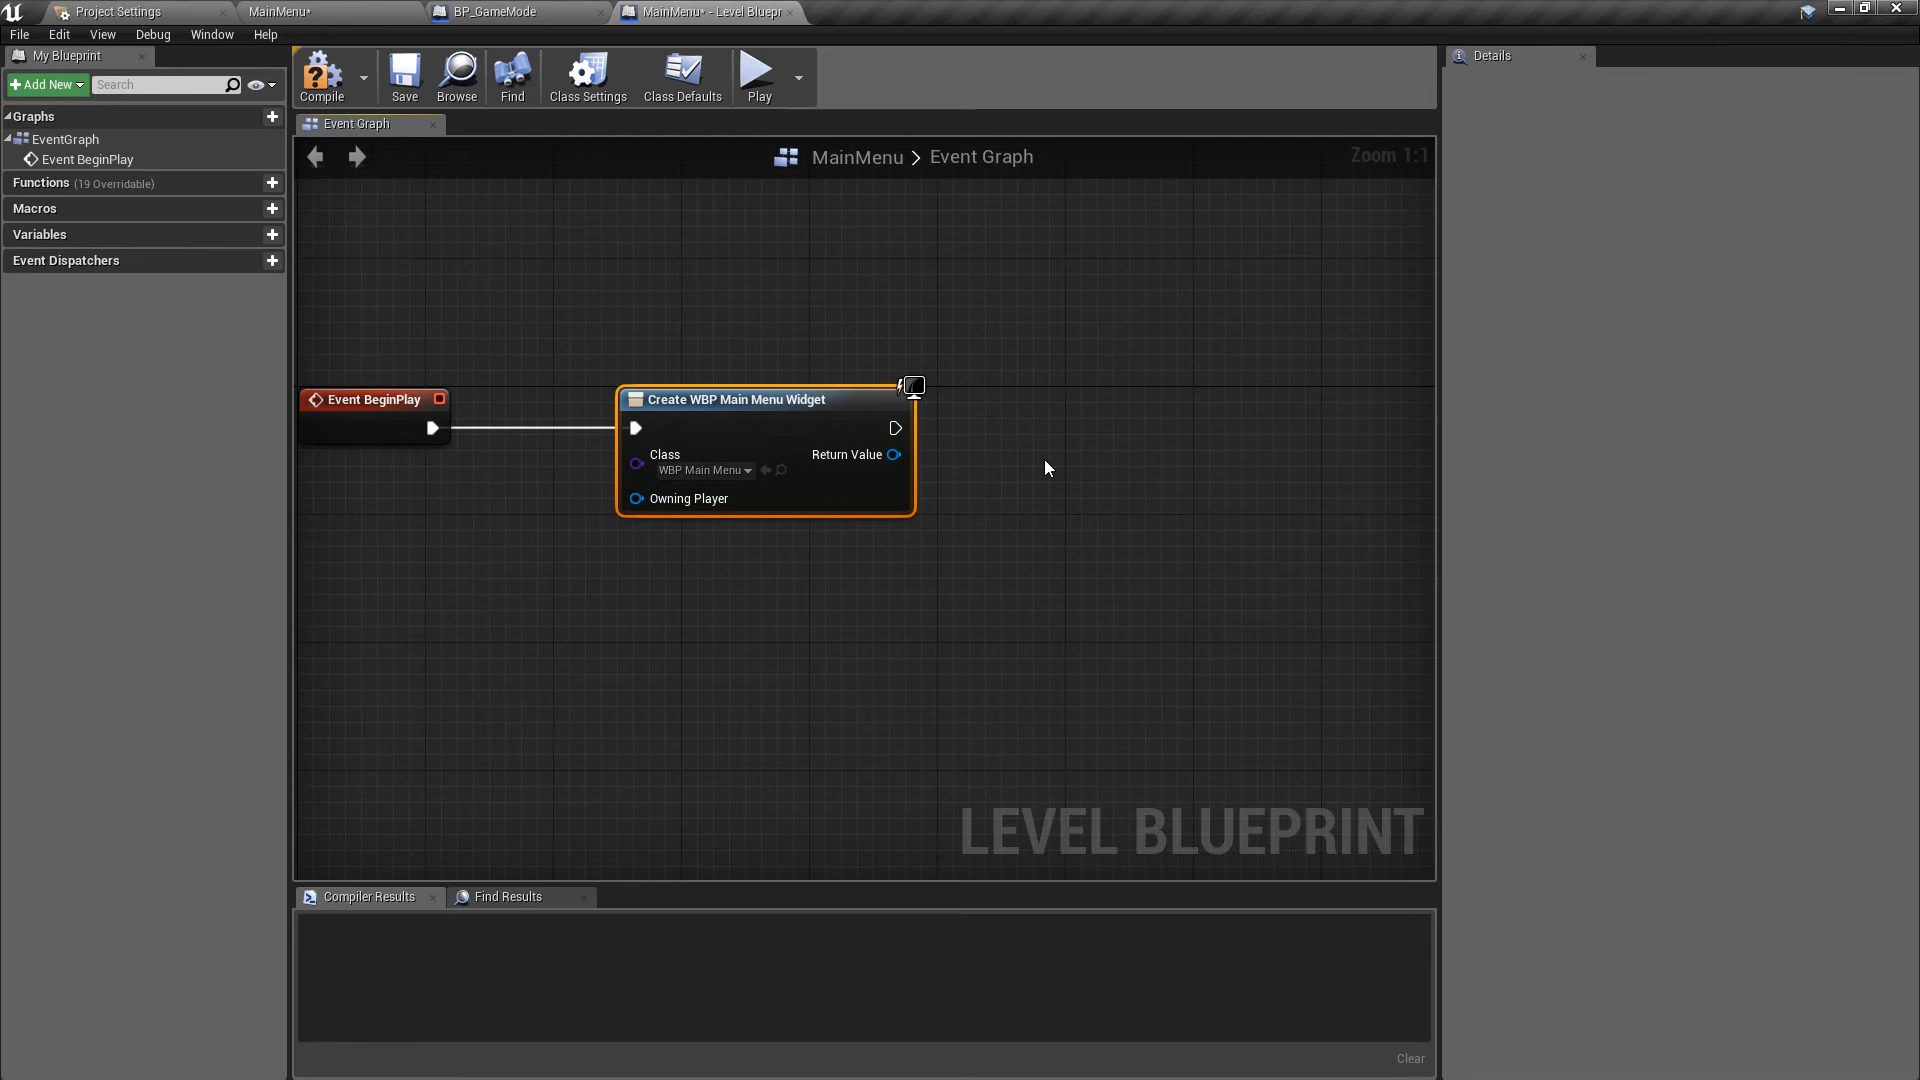 Project Settings
MainMenu*
BP_GameMode
MainMenu* - Level Bluepr
File
Edit
View
Debug
Window
Help
My Blueprint
Add New
Search
Graphs
EventGraph
Event BeginPlay
Functions (19 Overridable)
Macros
Variables
Event Dispatchers
Compile
Save
Browse
Find
Class Settings
Class Defaults
Play
Event Graph
MainMenu > Event Graph
Zoom 1:1
Event BeginPlay
Create WBP Main Menu Widget
Class
WBP Main Menu
Return Value
Owning Player
LEVEL BLUEPRINT
Compiler Results
Find Results
Clear
Details